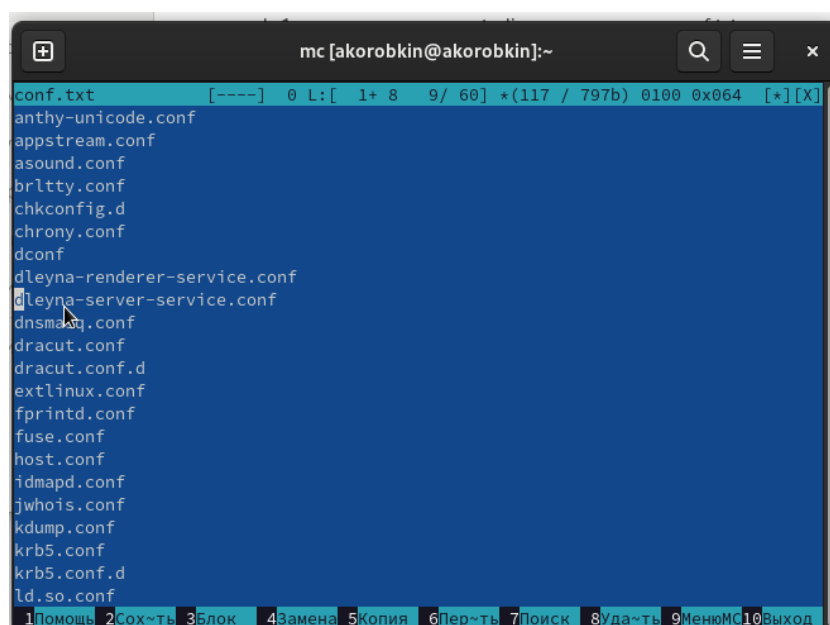 mc [akorobkin@akorobkin]:~
×
conf.txt [----] 0 L:[ 1+ 8 9/ 60] *(117 / 797b) 0100 0x064 [*][X]
anthy-unicode.conf
appstream.conf
asound.conf
brltty.conf
chkconfig.d
chrony.conf
dconf
dleyna-renderer-service.conf
dleyna-server-service.conf
dnsmasq.conf
dracut.conf
dracut.conf.d
extlinux.conf
fprintd.conf
fuse.conf
host.conf
idmapd.conf
jwhois.conf
kdump.conf
krb5.conf
krb5.conf.d
ld.so.conf
1Помощь 2Сох~ть 3Блок 4Замена 5Копия 6Пер~ть 7Поиск 8Уда~ть 9МенюMC10Выход